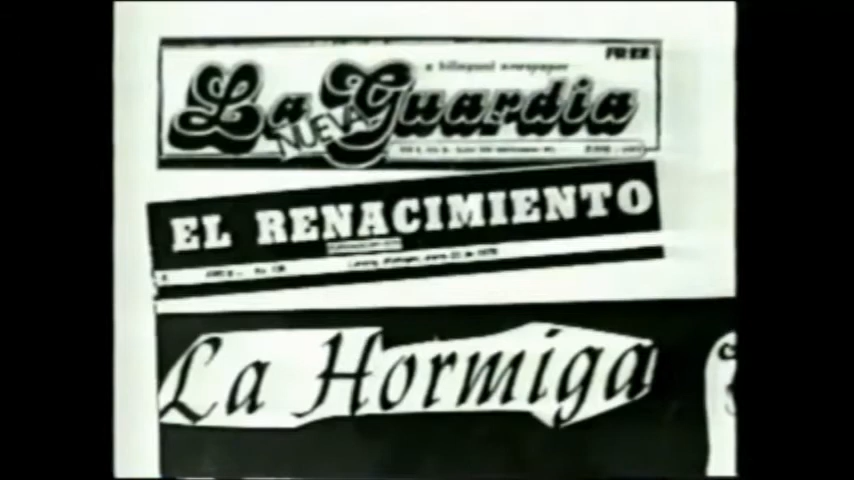 FREE
a bilingual newspaper
La Guardia
NUEVA
EL RENACIMIENTO
La Hormiga